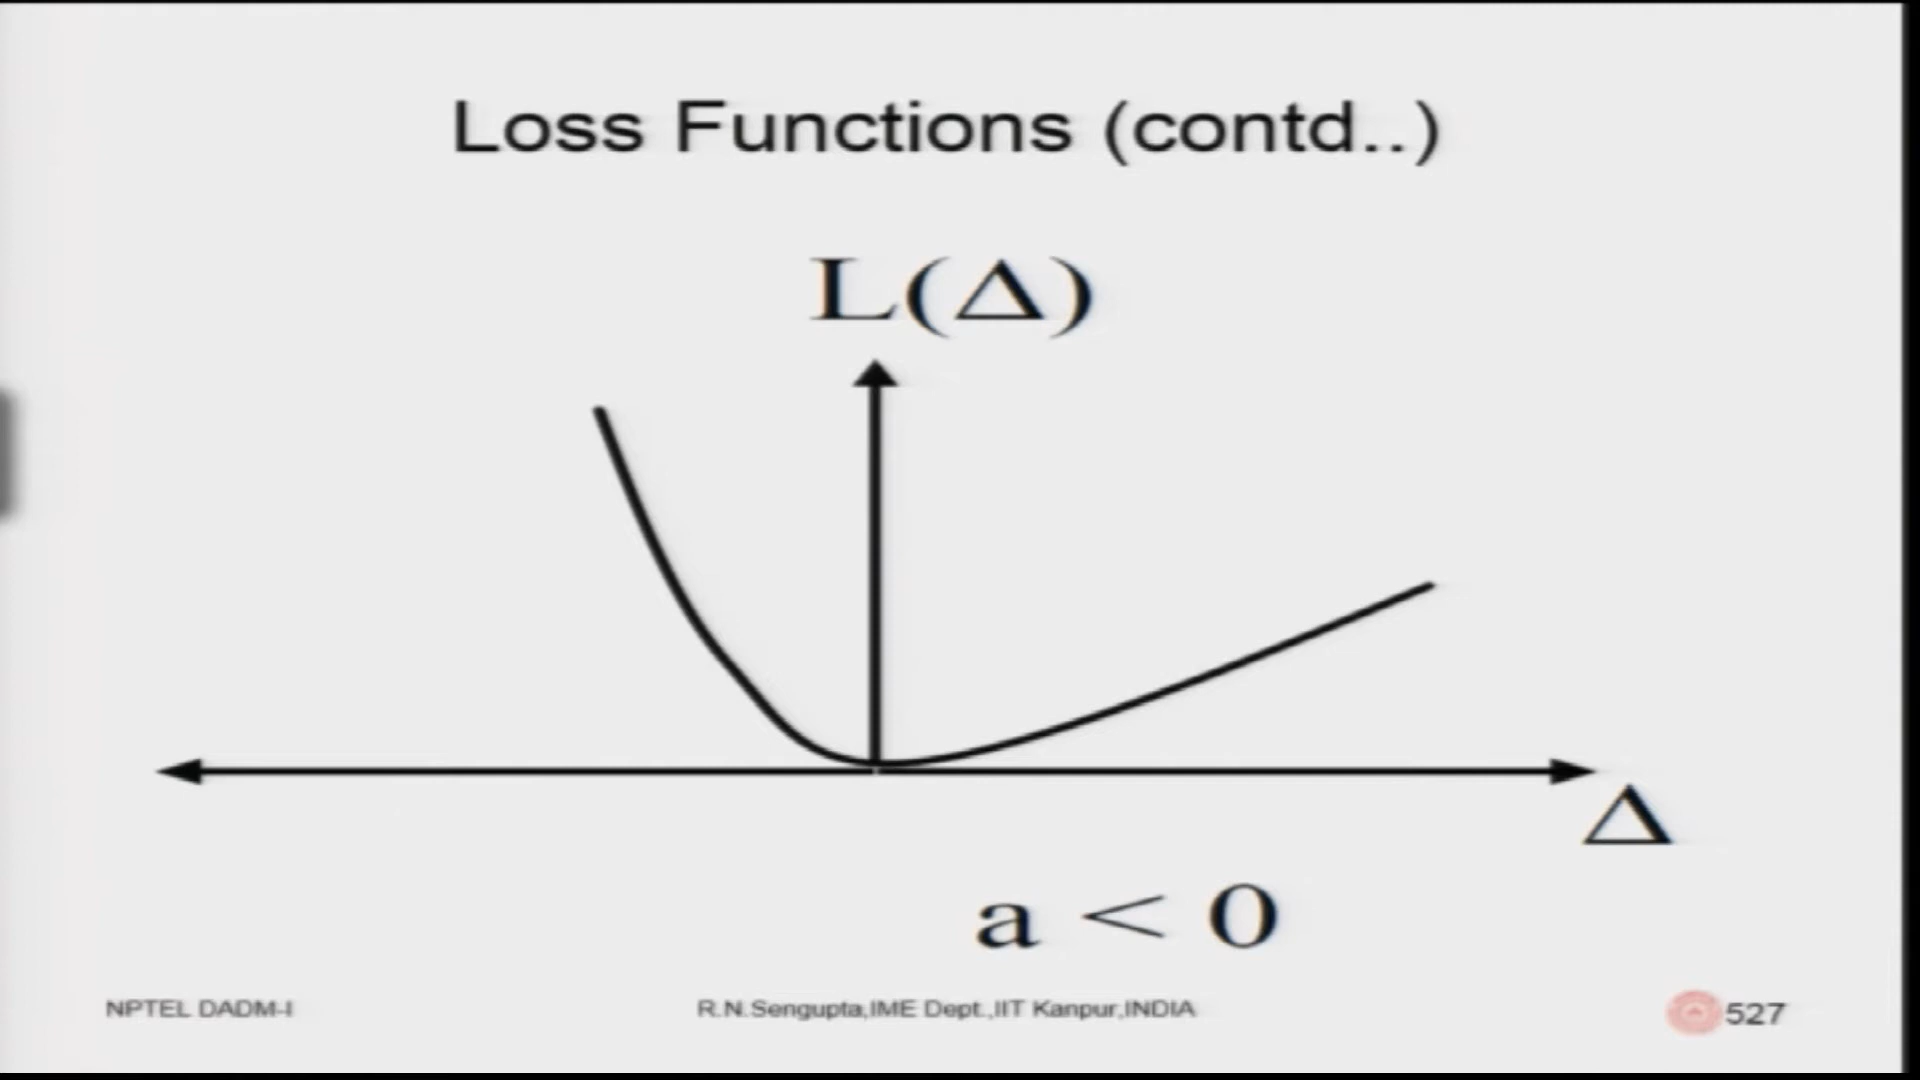 Loss Functions (contd..)
L(Δ)
Δ
a < 0
NPTEL DADM-I
R.N.Sengupta,IME Dept.,IIT Kanpur,INDIA
527